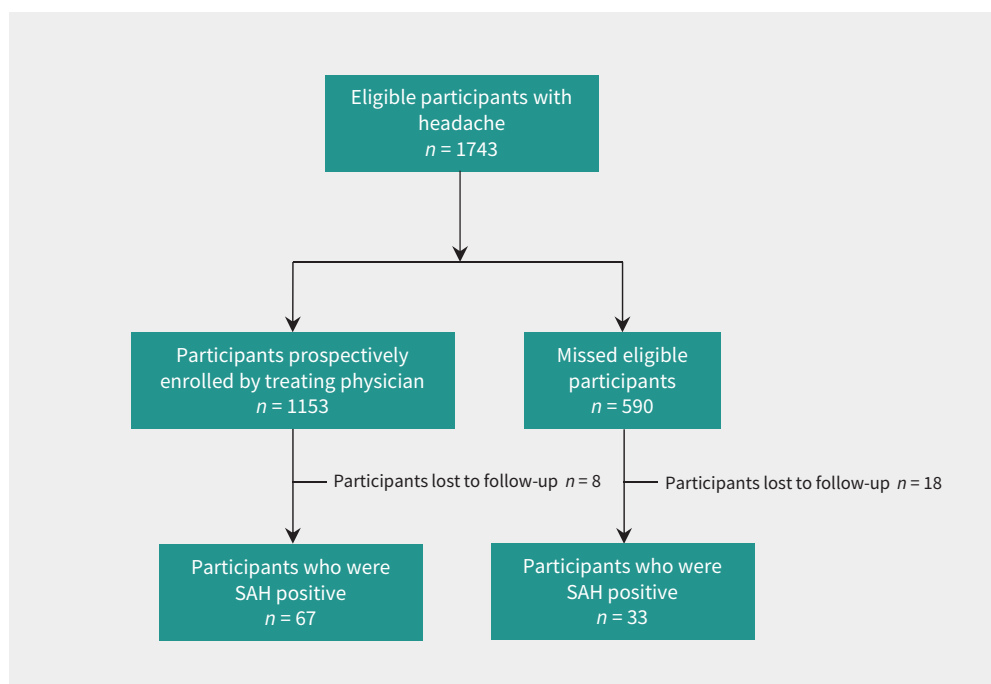 Eligible participants with
headache
n = 1743
Participants prospectively
enrolled by treating physician
n = 1153
Missed eligible
participants
n = 590
Participants lost to follow-up n = 8
Participants lost to follow-up n = 18
Participants who were
SAH positive
n = 67
Participants who were
SAH positive
n = 33